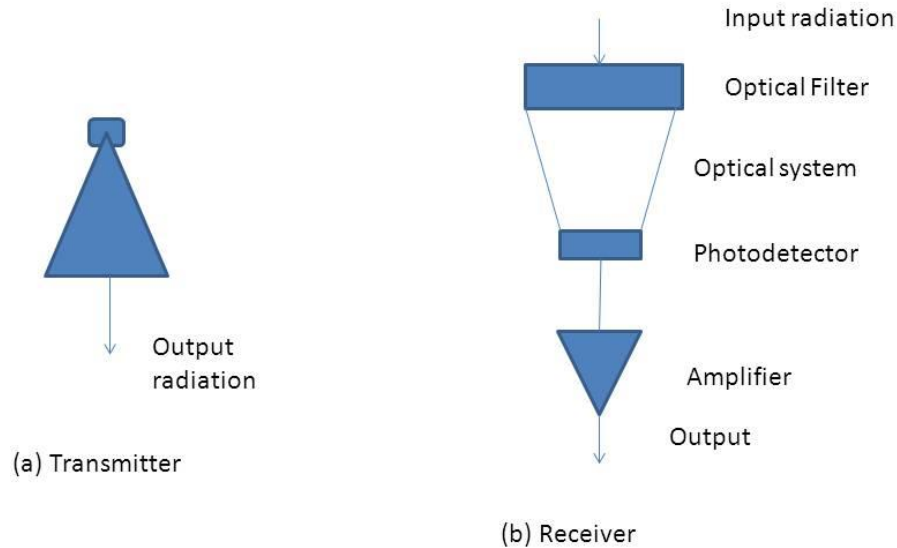 Output
radiation
(a) Transmitter
Input radiation
Optical Filter
Optical system
Photodetector
Amplifier
Output
(b) Receiver